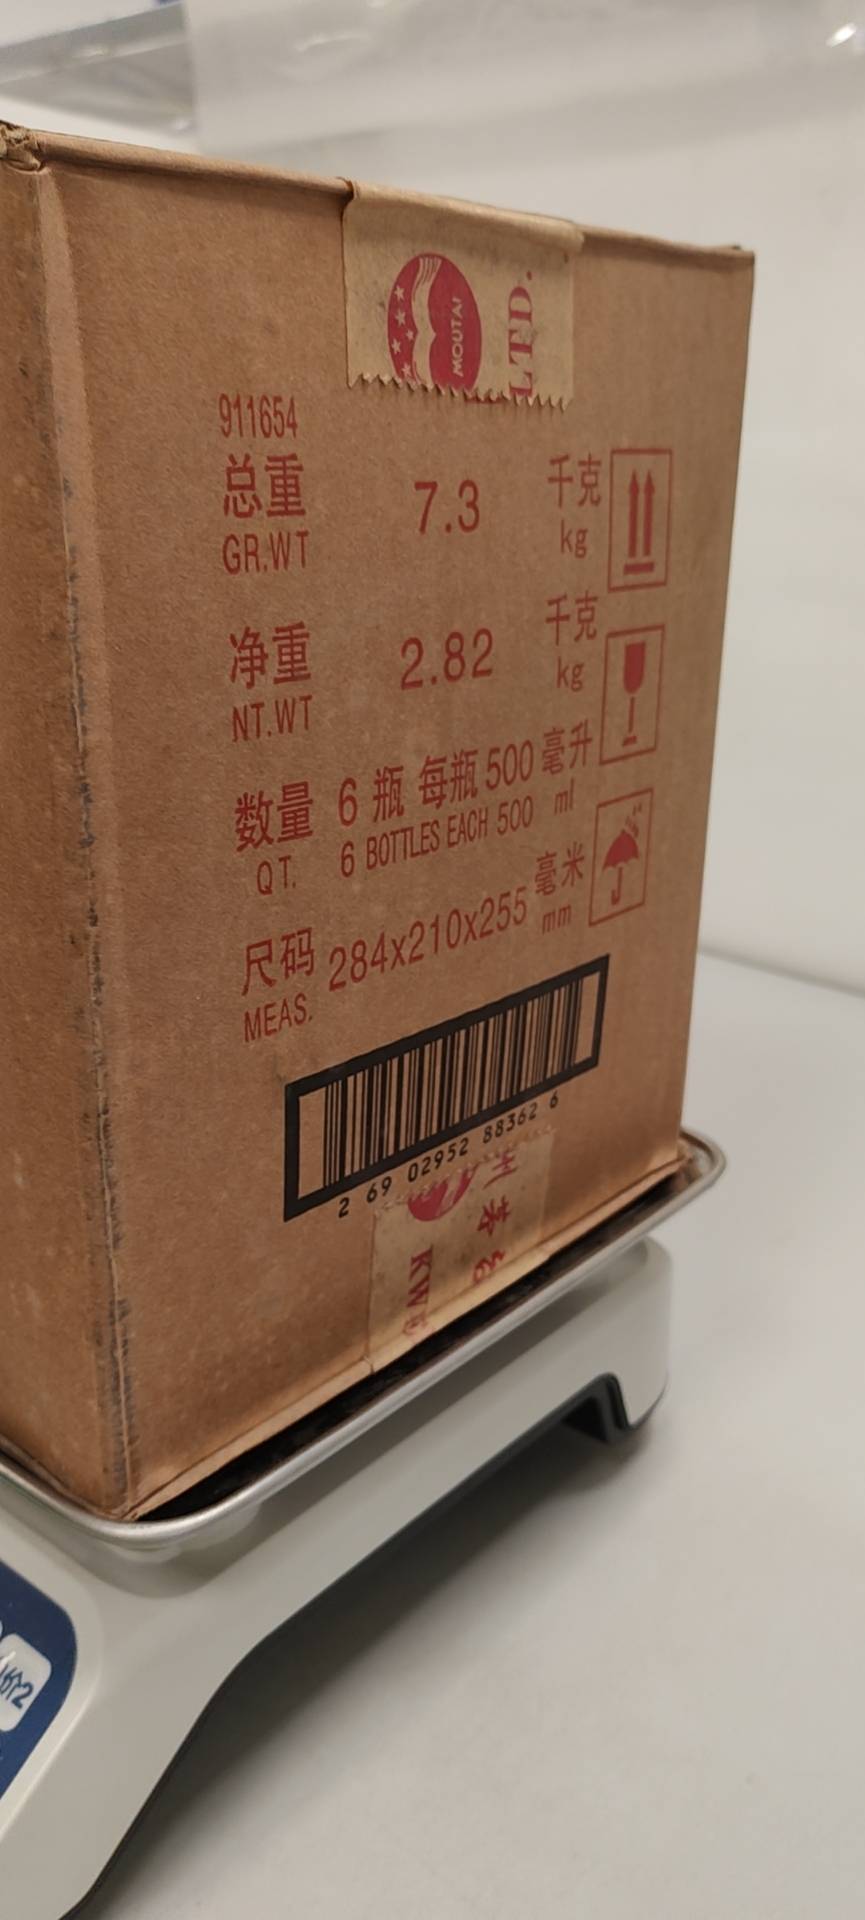 MOUTAI
LTD.
911654
总重 7.3 千克
GR.WT kg
净重 2.82 千克
NT.WT kg
数量 6 瓶 每瓶 500 毫升
QT. 6 BOTTLES EACH 500 ml
尺码 284x210x255 毫米
MEAS. mm
2 69 02952 88362 6
KWE